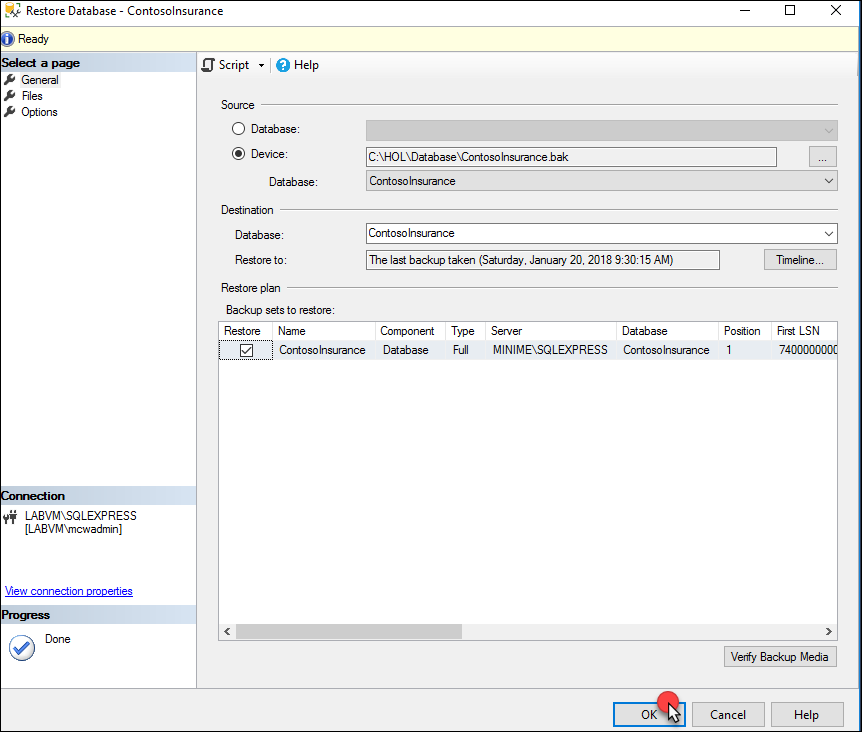 Restore Database - ContosoInsurance
Ready
Select a page
General
Files
Options
Script
Help
Source
Database:
Device:
C:\HOL\Database\ContosoInsurance.bak
...
Database:
ContosoInsurance
Destination
Database:
ContosoInsurance
Restore to:
The last backup taken (Saturday, January 20, 2018 9:30:15 AM)
Timeline...
Restore plan
Backup sets to restore:
Restore Name Component Type Server Database Position First LSN
ContosoInsurance Database Full MINIME\SQLEXPRESS ContosoInsurance 1 7400000000
Connection
LABVM\SQLEXPRESS
[LABVM\mcwadmin]
View connection properties
Progress
Done
Verify Backup Media
OK Cancel Help